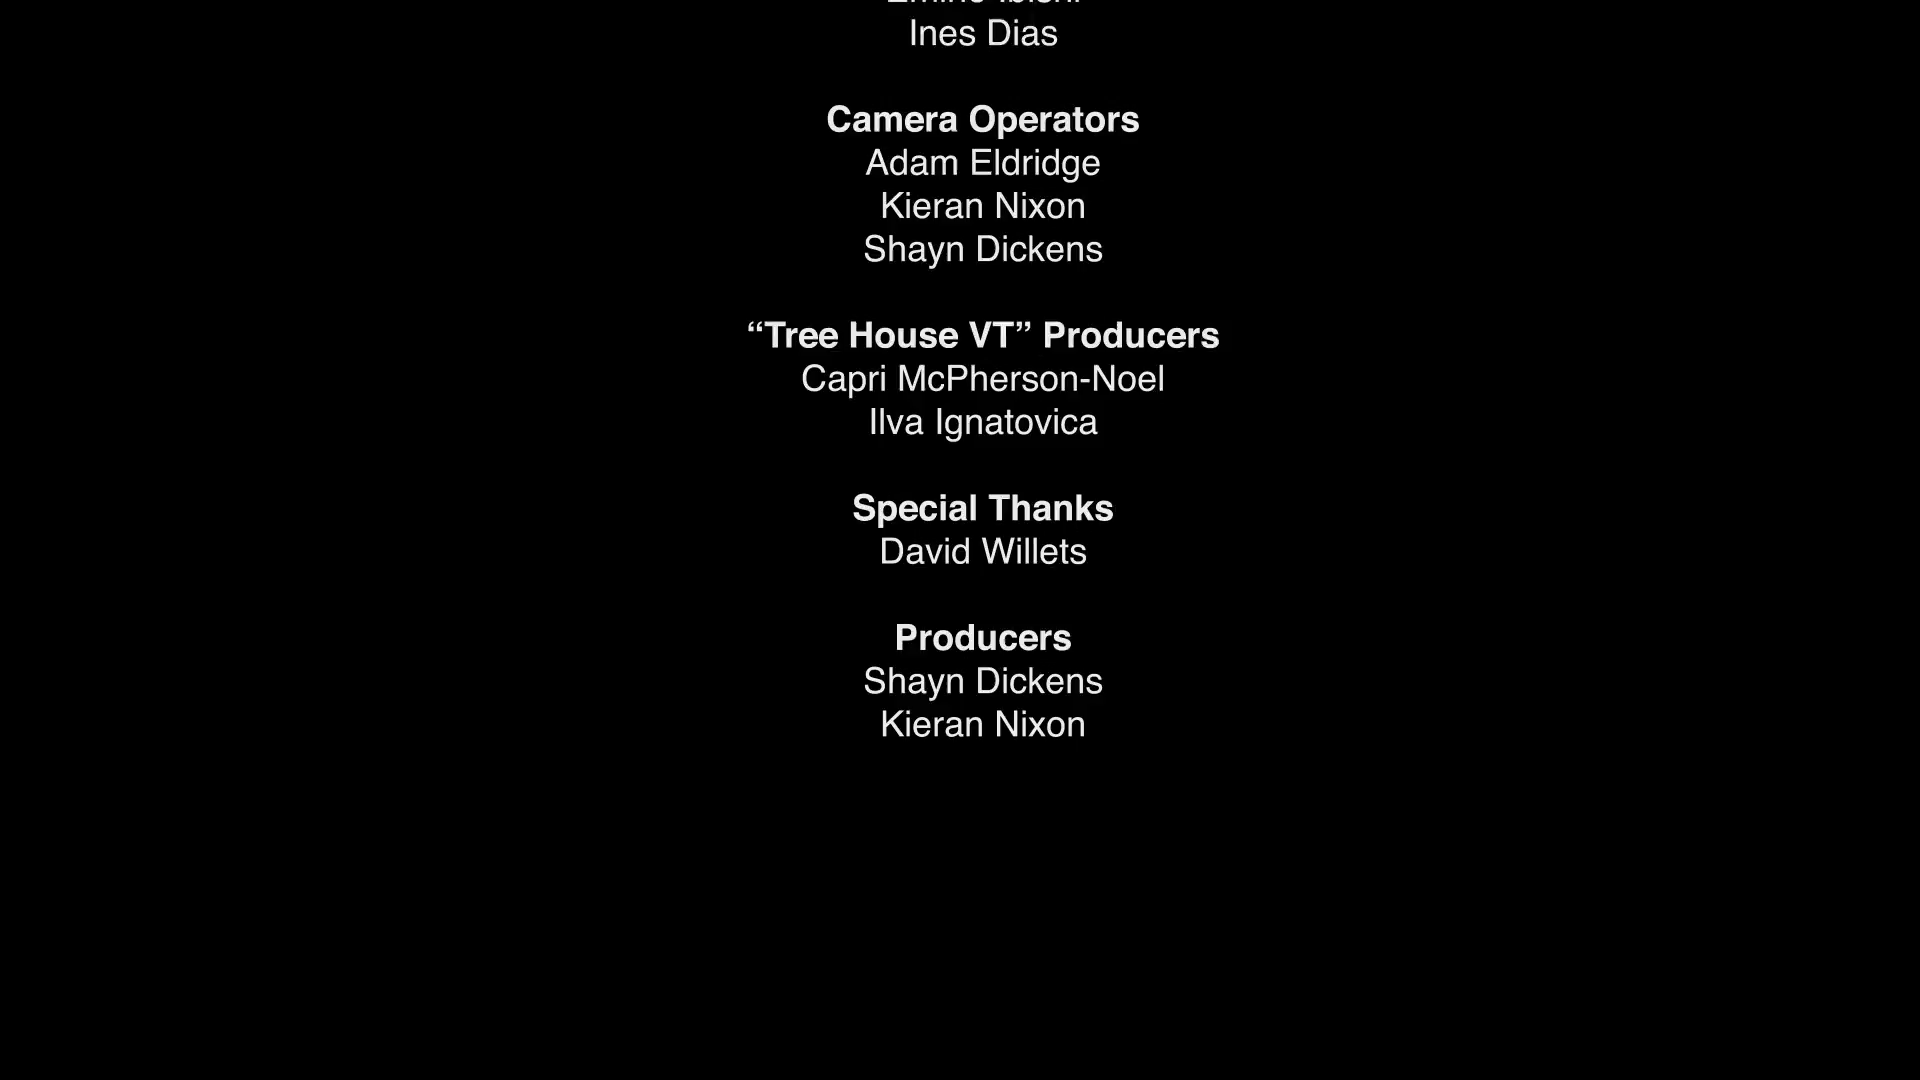 Ines Dias
Camera Operators
Adam Eldridge
Kieran Nixon
Shayn Dickens
“Tree House VT” Producers
Capri McPherson-Noel
Ilva Ignatovica
Special Thanks
David Willets
Producers
Shayn Dickens
Kieran Nixon